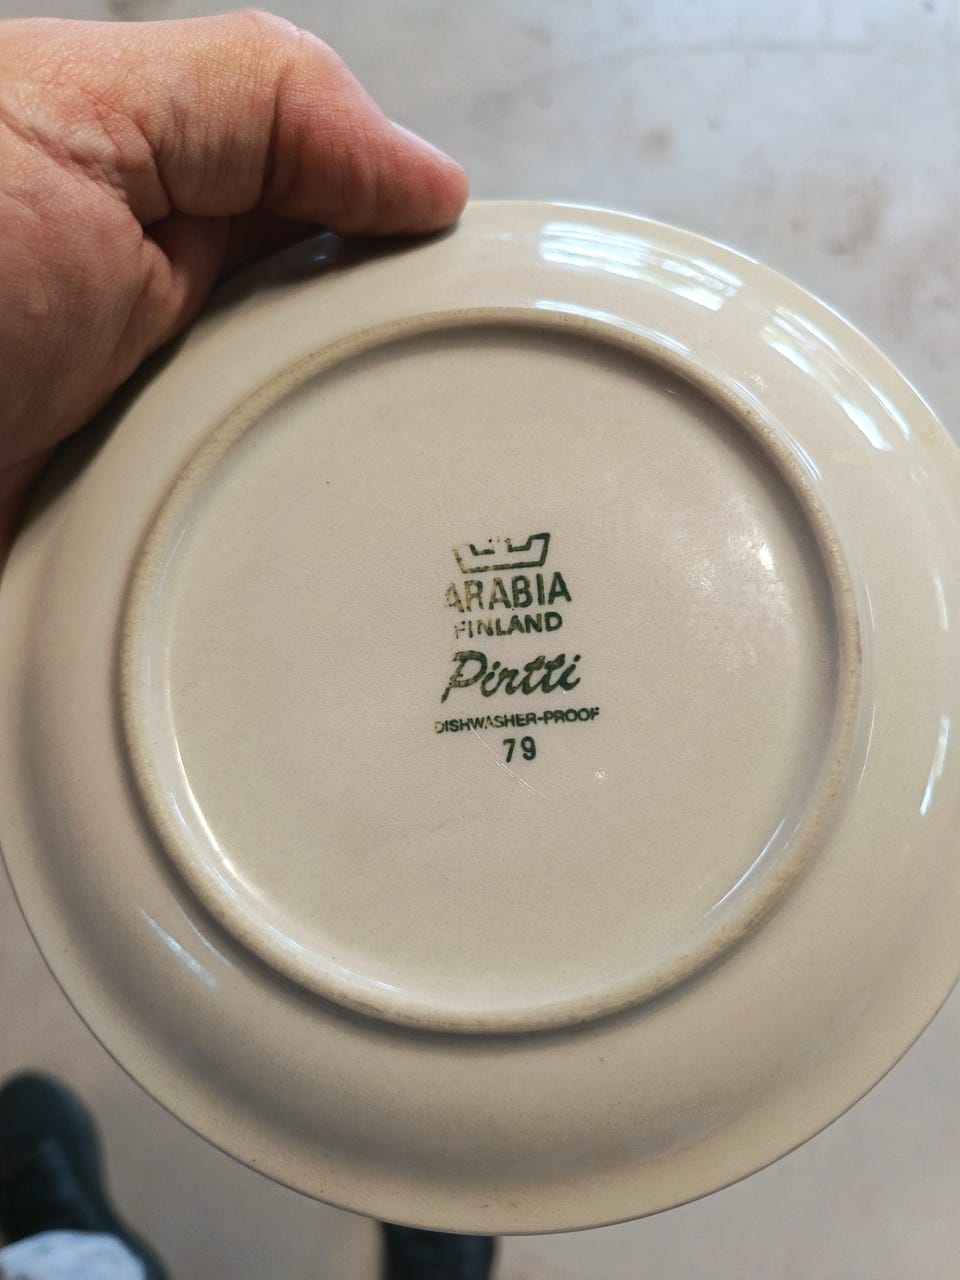 ARABIA
FINLAND
Pirtti
DISHWASHER-PROOF
79